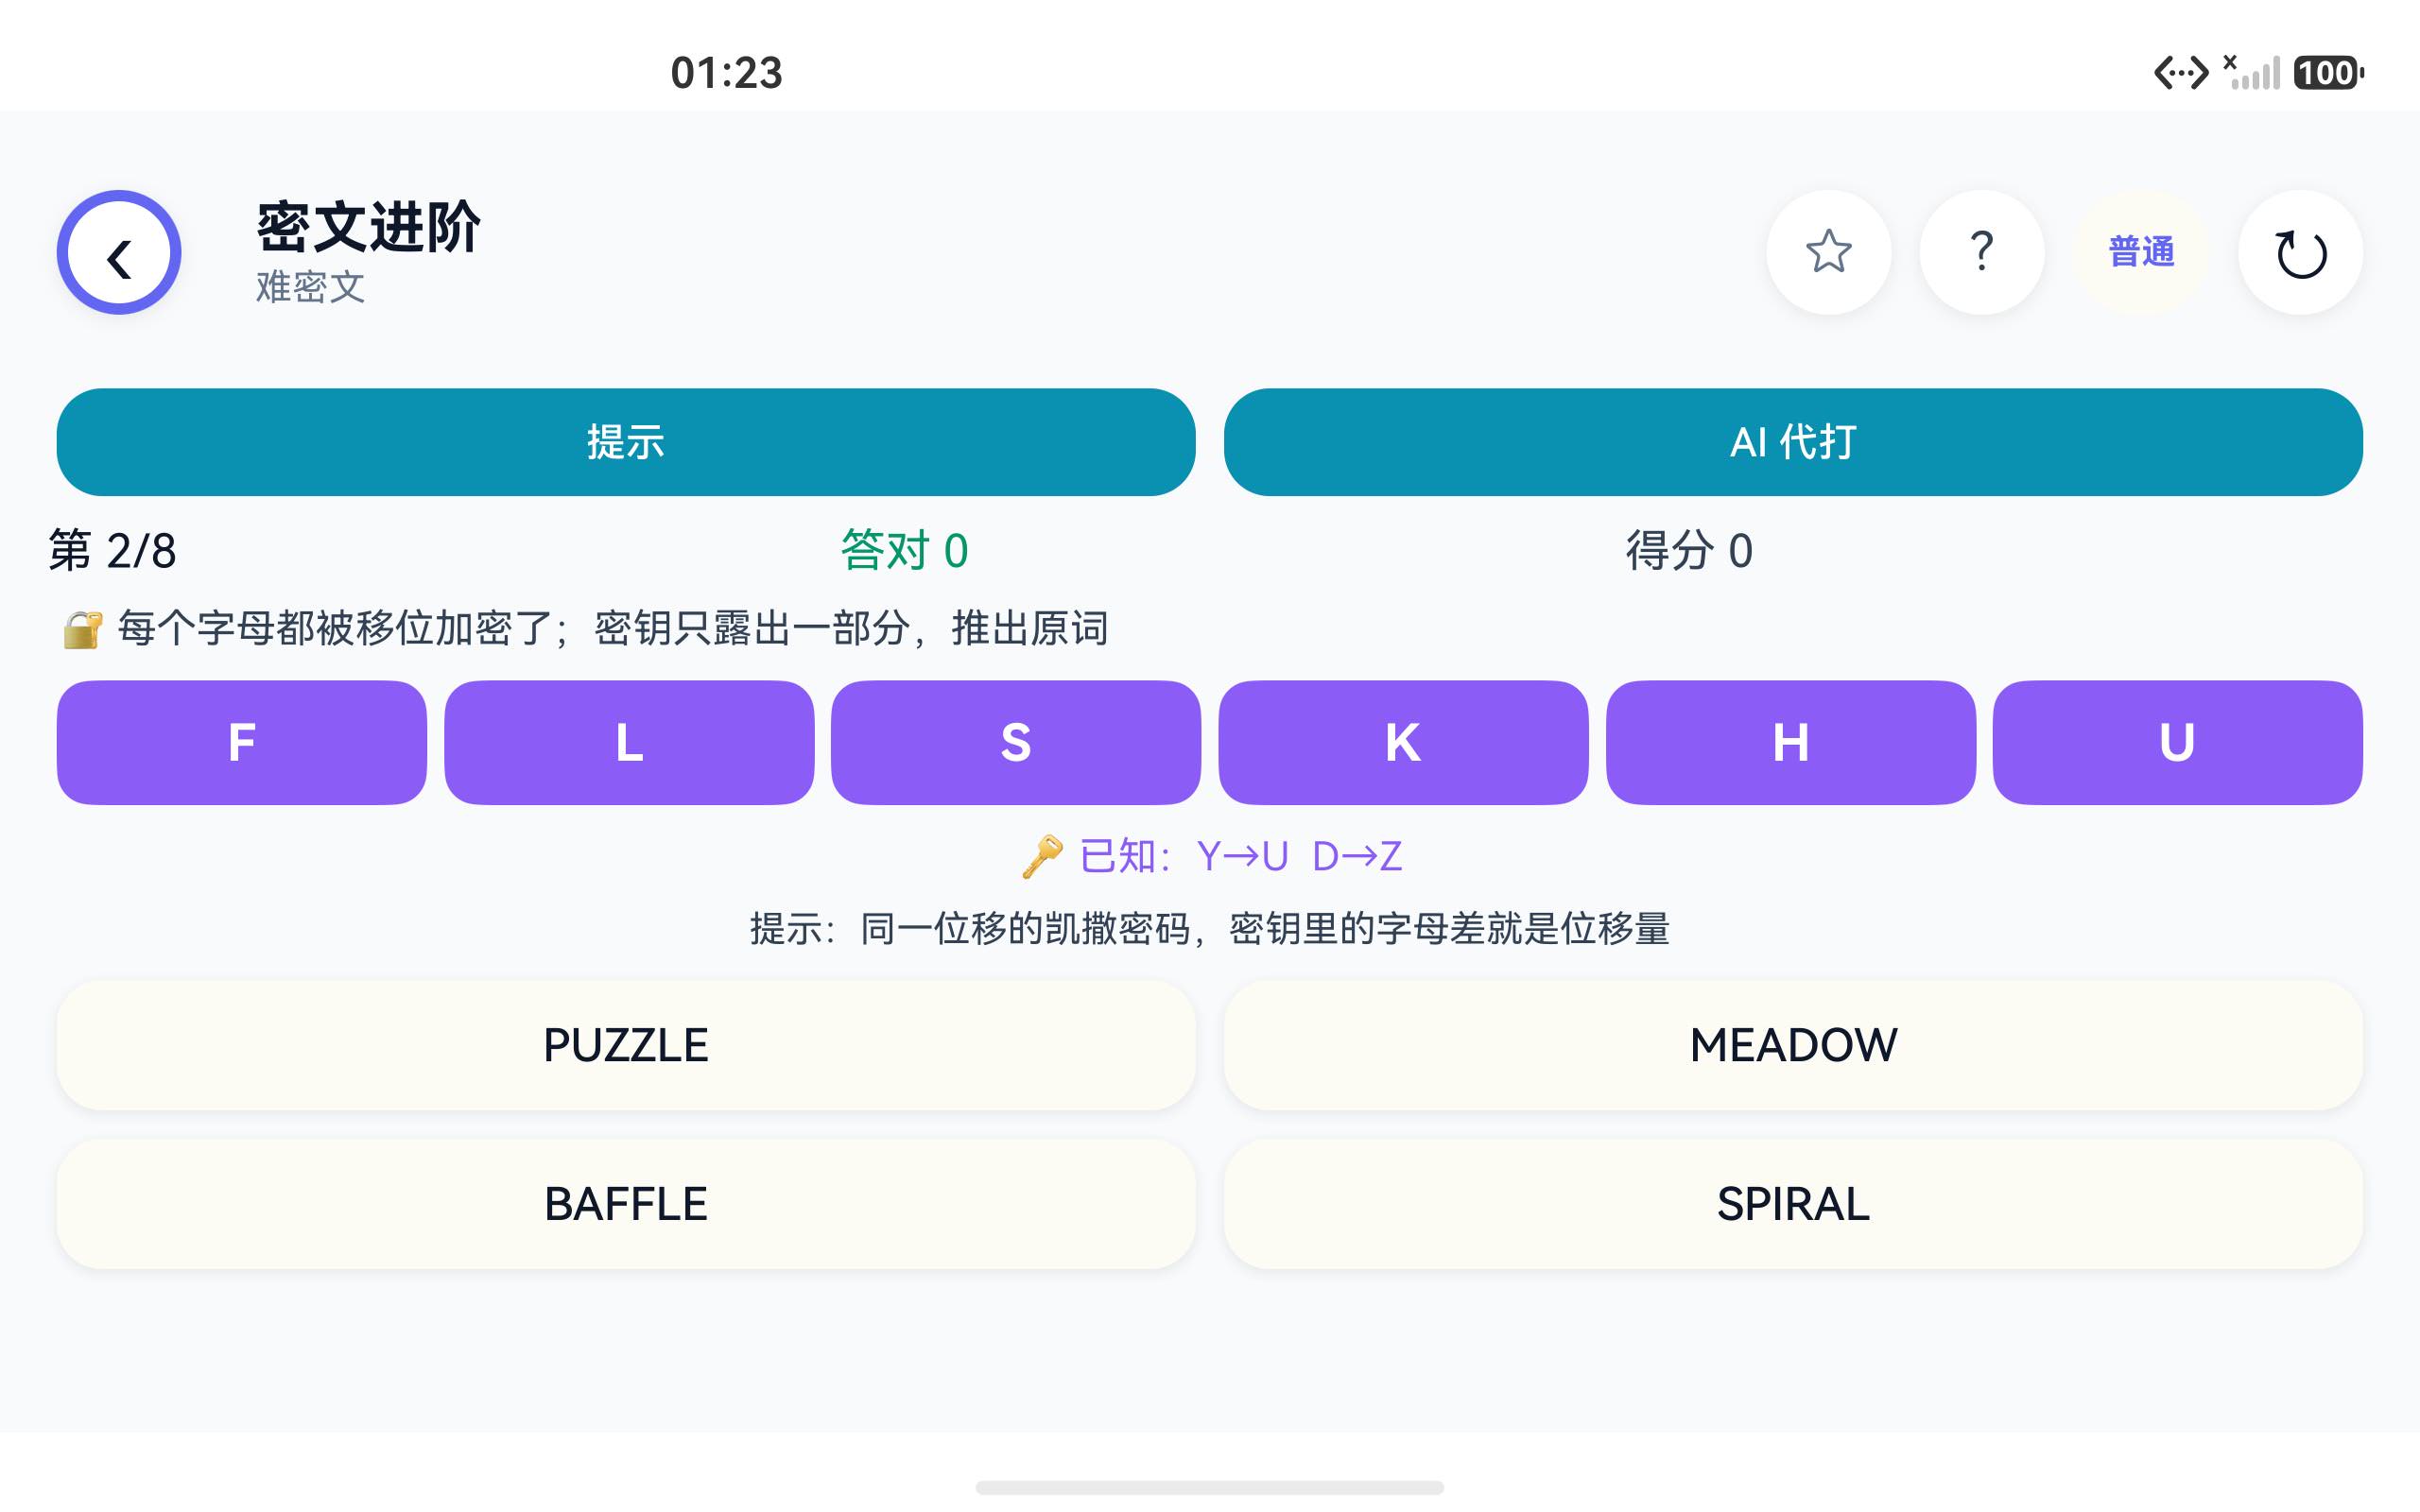 01:23
100
密文进阶
难密文
?
普通
提示
AI 代打
第 2/8
答对 0
得分 0
每个字母都被移位加密了；密钥只露出一部分，推出原词
F
L
S
K
H
U
已知：Y→U D→Z
提示：同一位移的凯撒密码，密钥里的字母差就是位移量
PUZZLE
MEADOW
BAFFLE
SPIRAL